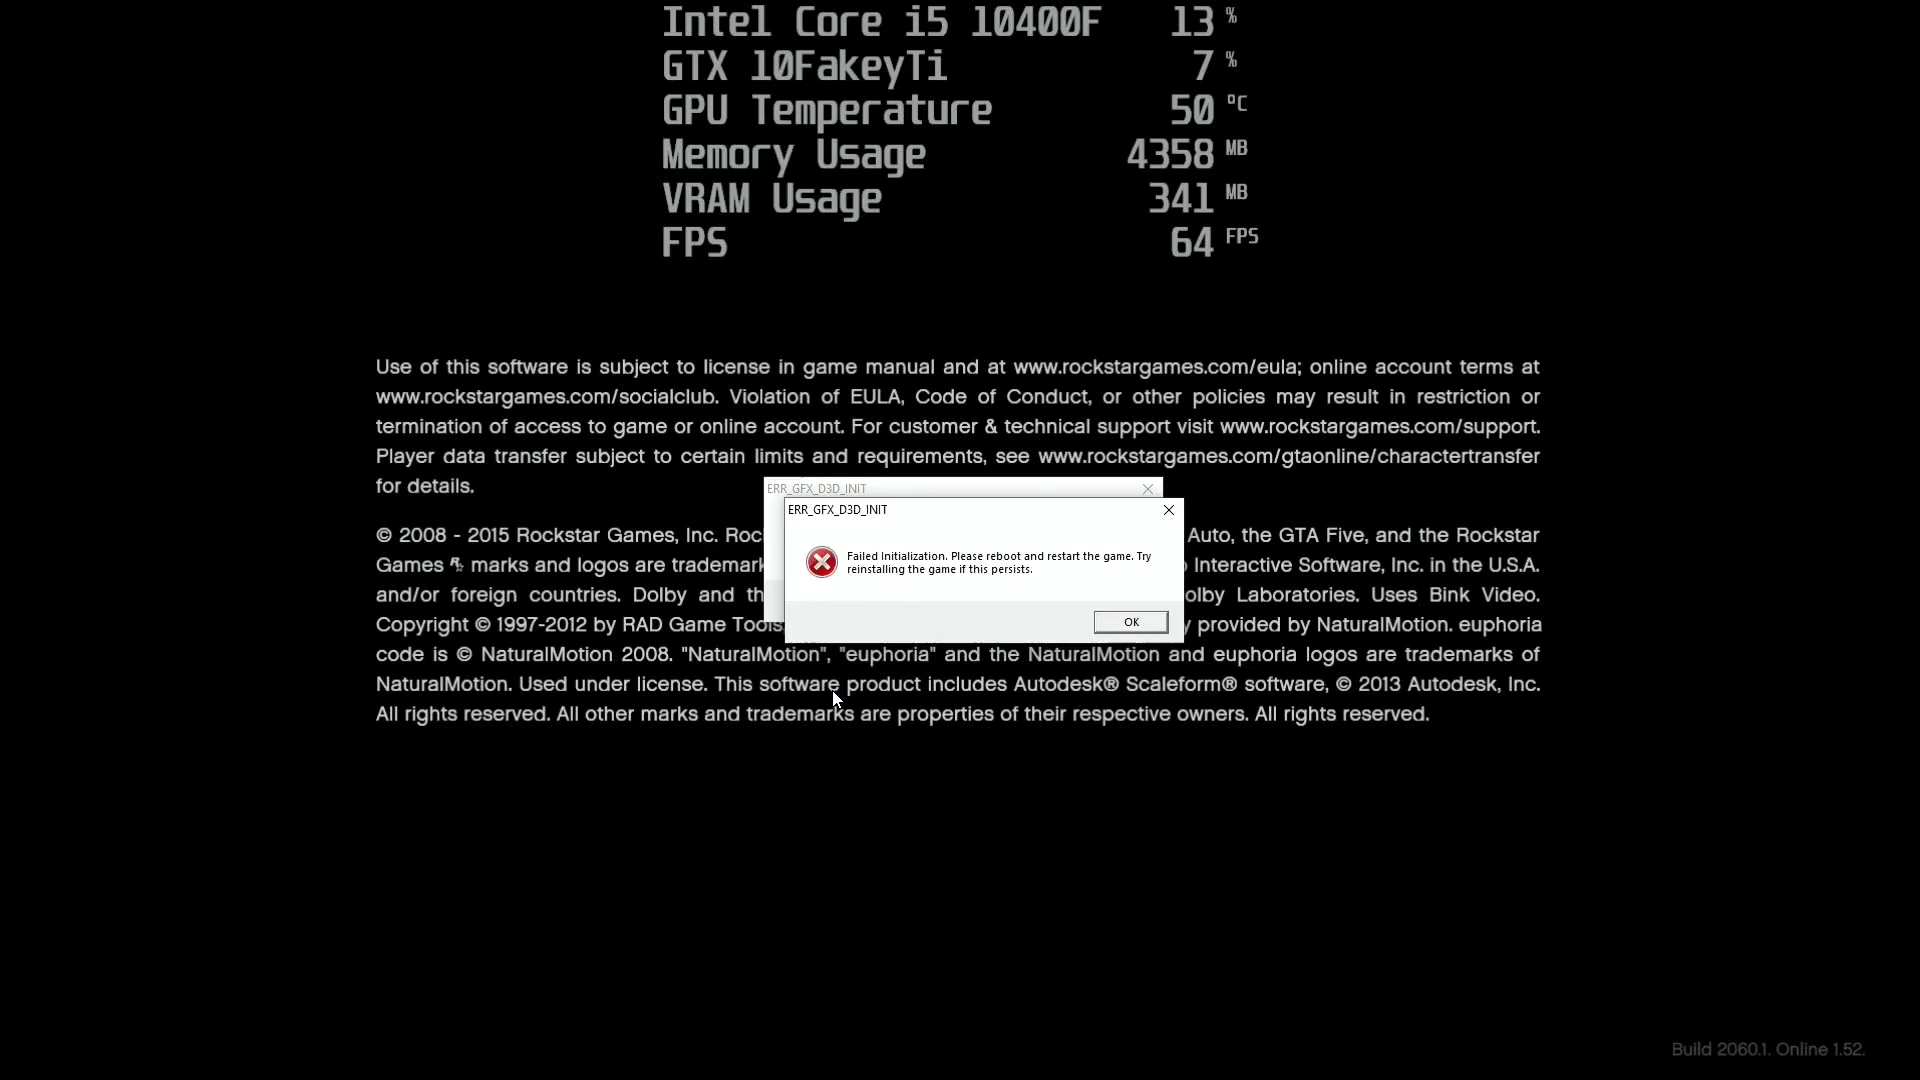 Intel Core i5 10400F 13 %
GTX 10FakeyTi 7 %
GPU Temperature 50 °C
Memory Usage 4358 MB
VRAM Usage 341 MB
FPS 64 FPS
Use of this software is subject to license in game manual and at www.rockstargames.com/eula; online account terms at
www.rockstargames.com/socialclub. Violation of EULA, Code of Conduct, or other policies may result in restriction or
termination of access to game or online account. For customer & technical support visit www.rockstargames.com/support.
Player data transfer subject to certain limits and requirements, see www.rockstargames.com/gtaonline/charactertransfer
for details.
ERR_GFX_D3D_INIT
ERR_GFX_D3D_INIT
Failed Initialization. Please reboot and restart the game. Try
reinstalling the game if this persists.
OK
© 2008 - 2015 Rockstar Games, Inc. Auto, the GTA Five, and the Rockstar
Games marks and logos are Interactive Software, Inc. in the U.S.A.
and/or foreign countries. Dolby and Laboratories. Uses Bink Video.
Copyright © 1997-2012 by RAD Game Tools provided by NaturalMotion. euphoria
code is © NaturalMotion 2008. "NaturalMotion", "euphoria" and the NaturalMotion and euphoria logos are trademarks of
NaturalMotion. Used under license. This software product includes Autodesk® Scaleform® software, © 2013 Autodesk, Inc.
All rights reserved. All other marks and trademarks are properties of their respective owners. All rights reserved.
Build 2060.1. Online 1.52.